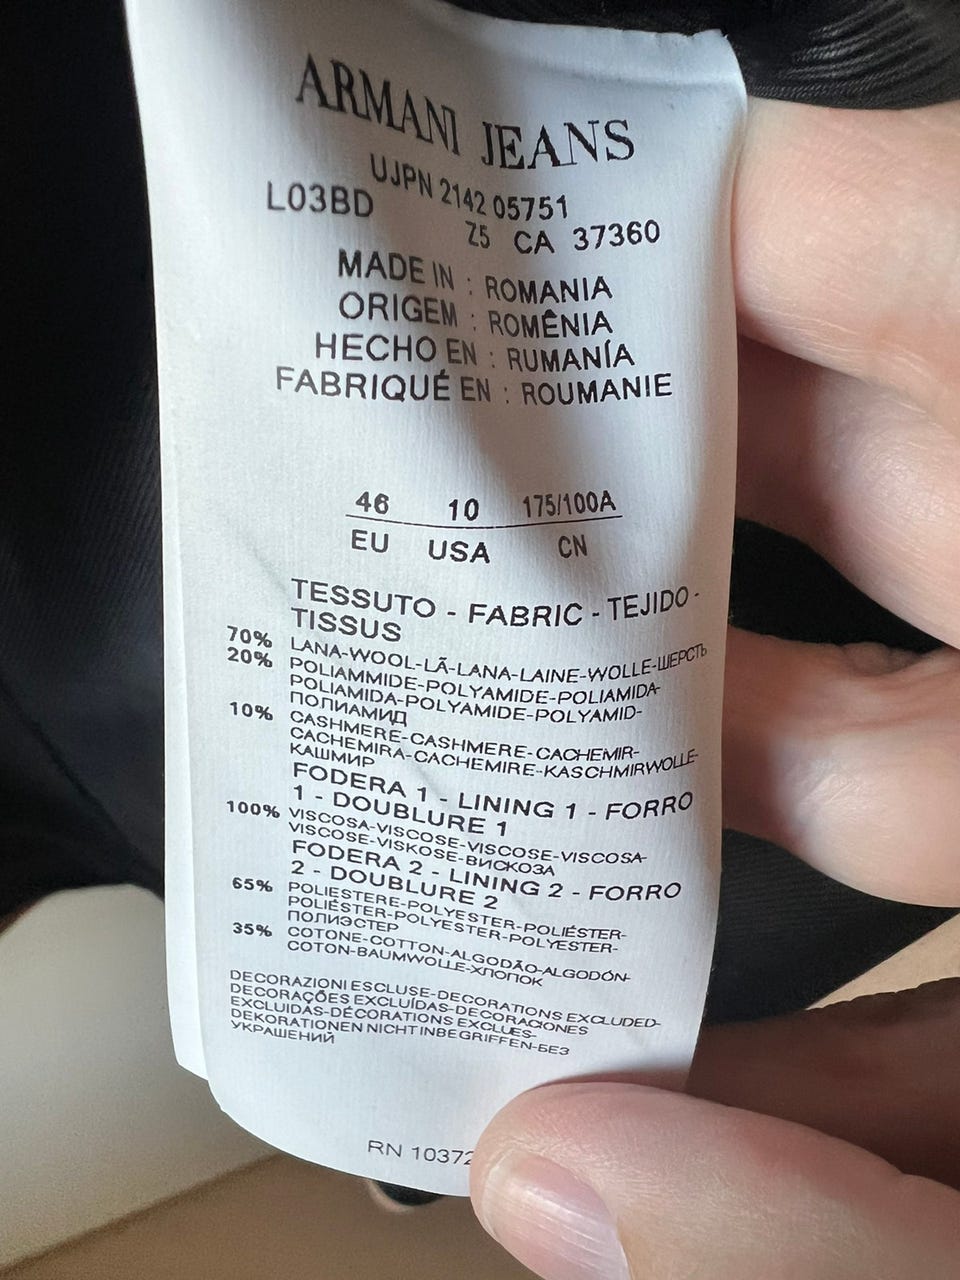 ARMANI JEANS
UJPN 2142 05751
L03BD
Z5 CA 37360
MADE IN : ROMANIA
ORIGEM : ROMÊNIA
HECHO EN : RUMANÍA
FABRIQUÉ EN : ROUMANIE
46 10 175/100A
EU USA CN
TESSUTO - FABRIC - TEJIDO -
TISSUS
70% LANA-WOOL-LÃ-LANA-LAINE-WOLLE-ШЕРСТЬ
20% POLIAMMIDE-POLYAMIDE-POLIAMIDA-
POLIAMIDA-POLYAMIDE-POLYAMID-
ПОЛИАМИД
10% CASHMERE-CASHMERE-CACHEMIR-
CACHEMIRA-CACHEMIRE-KASCHMIRWOLLE-
КАШМИР
FODERA 1 - LINING 1 - FORRO
1 - DOUBLURE 1
100% VISCOSA-VISCOSE-VISCOSE-VISCOSA-
VISCOSE-VISKOSE-ВИСКОЗА
FODERA 2 - LINING 2 - FORRO
2 - DOUBLURE 2
65% POLIESTERE-POLYESTER-POLIÉSTER-
POLIÉSTER-POLYESTER-POLYESTER-
ПОЛИЭСТЕР
35% COTONE-COTTON-ALGODÃO-ALGODÓN-
COTON-BAUMWOLLE-ХЛОПОК
DECORAZIONI ESCLUSE-DECORATIONS EXCLUDED-
DECORAÇÕES EXCLUÍDAS-DECORACIONES
EXCLUIDAS-DÉCORATIONS EXCLUES-
DEKORATIONEN NICHT INBEGRIFFEN-БЕЗ
УКРАШЕНИЙ
RN 10372